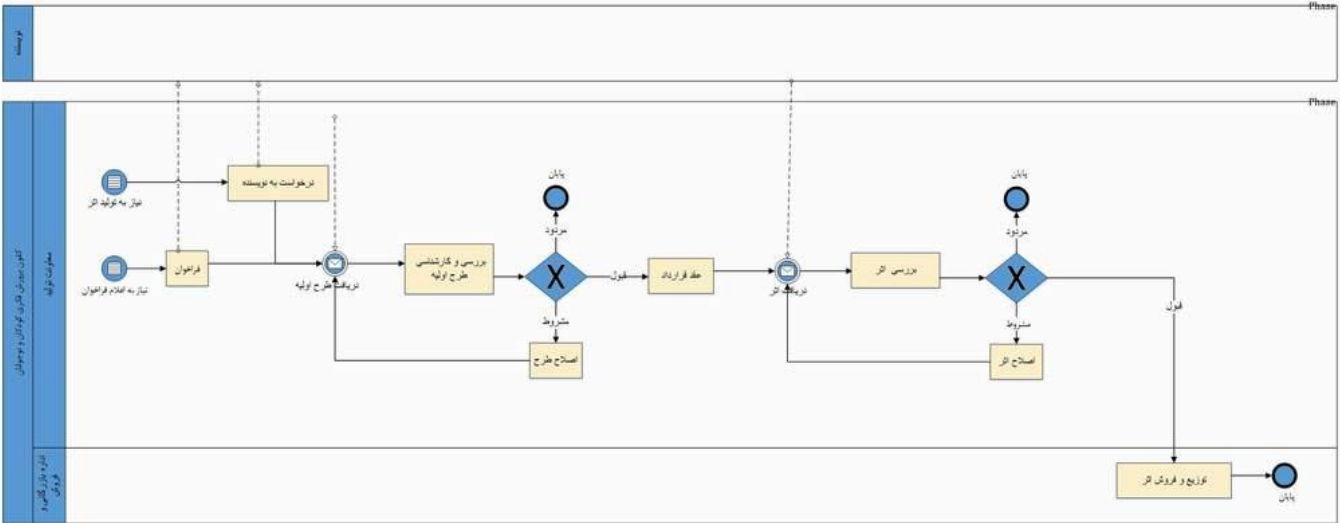 Phase
نویسنده
Phase
کانون پرورش فکری کودکان و نوجوانان
معاونت تولید
اداره بازرگانی و
فروش
نیاز به تولید اثر
درخواست به نویسنده
نیاز به اعلام فراخوان
فراخوان
دریافت طرح اولیه
بررسی و کارشناسی
طرح اولیه
پایان
مردود
X
قبول
مشروط
اصلاح طرح
عقد قرارداد
دریافت اثر
بررسی اثر
پایان
مردود
X
قبول
مشروط
اصلاح اثر
توزیع و فروش اثر
پایان